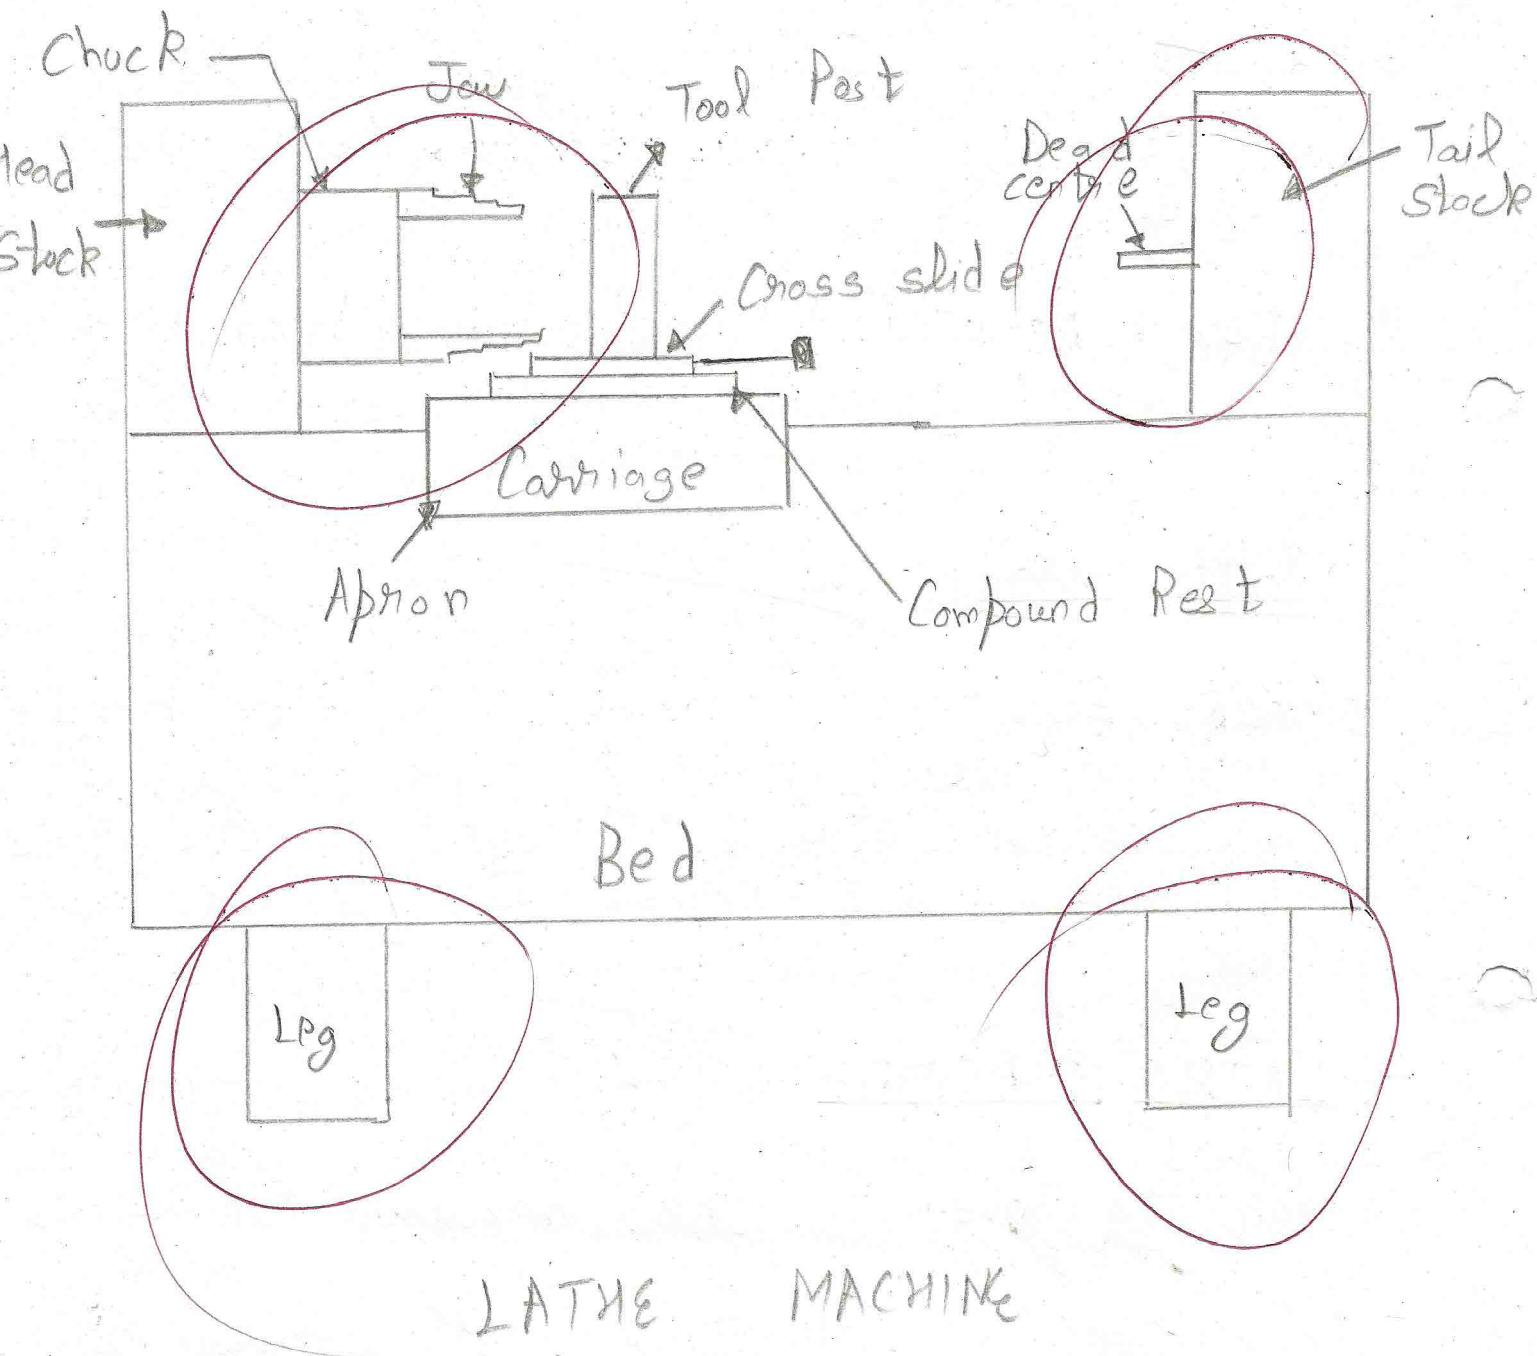 Chuck
Jaw
Tool Post
Head
Stock
Dead
centre
Tail
stock
Cross slide
Carriage
Apron
Compound Rest
Bed
Leg
Leg
LATHE MACHINE